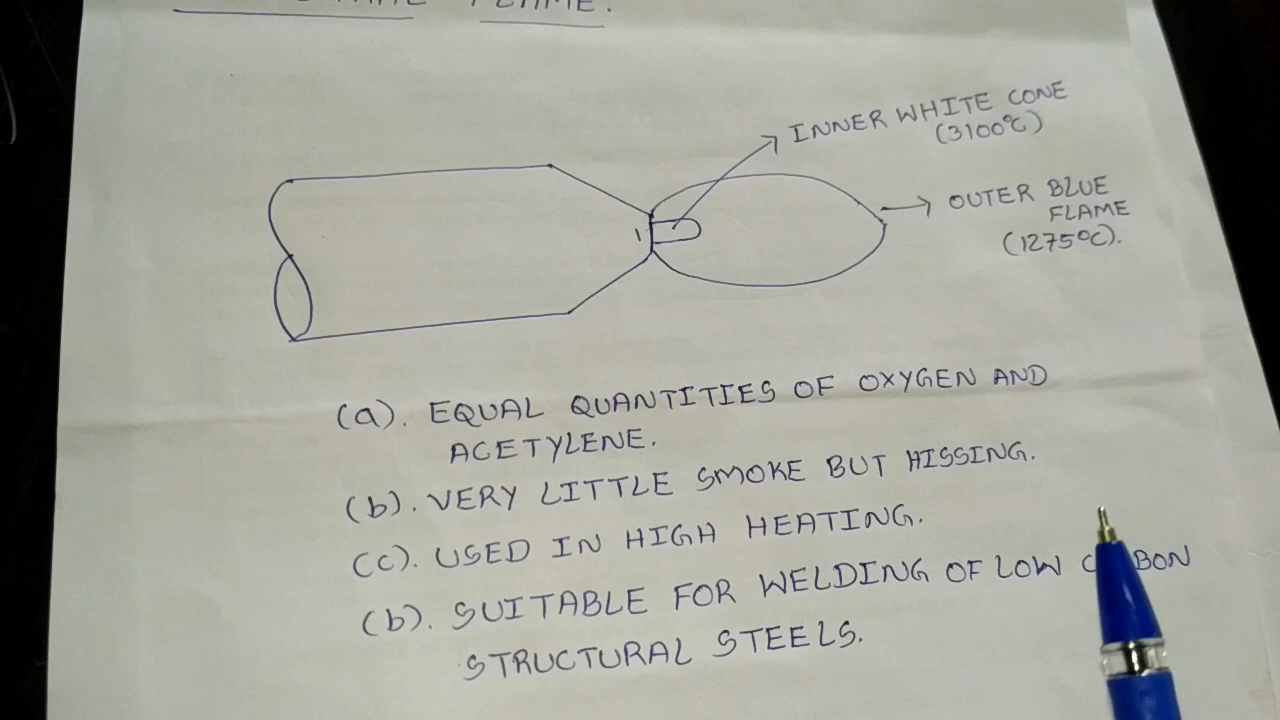 FLAME.
INNER WHITE CONE
(3100°C)
OUTER BLUE
FLAME
(1275°C).
(a). EQUAL QUANTITIES OF OXYGEN AND
ACETYLENE.
(b). VERY LITTLE SMOKE BUT HISSING.
(c). USED IN HIGH HEATING.
(b). SUITABLE FOR WELDING OF LOW
STRUCTURAL STEELS.